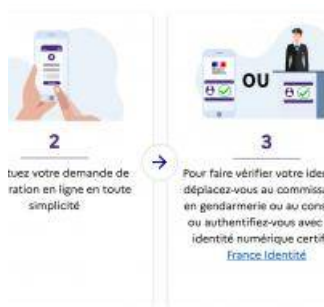 OU
2
tuez votre demande de
ration en ligne en toute
simplicité
3
Pour faire vérifier votre iden
déplacez-vous au commissa
en gendarmerie ou au cons
ou authentifiez-vous avec
identité numérique certif
France Identité